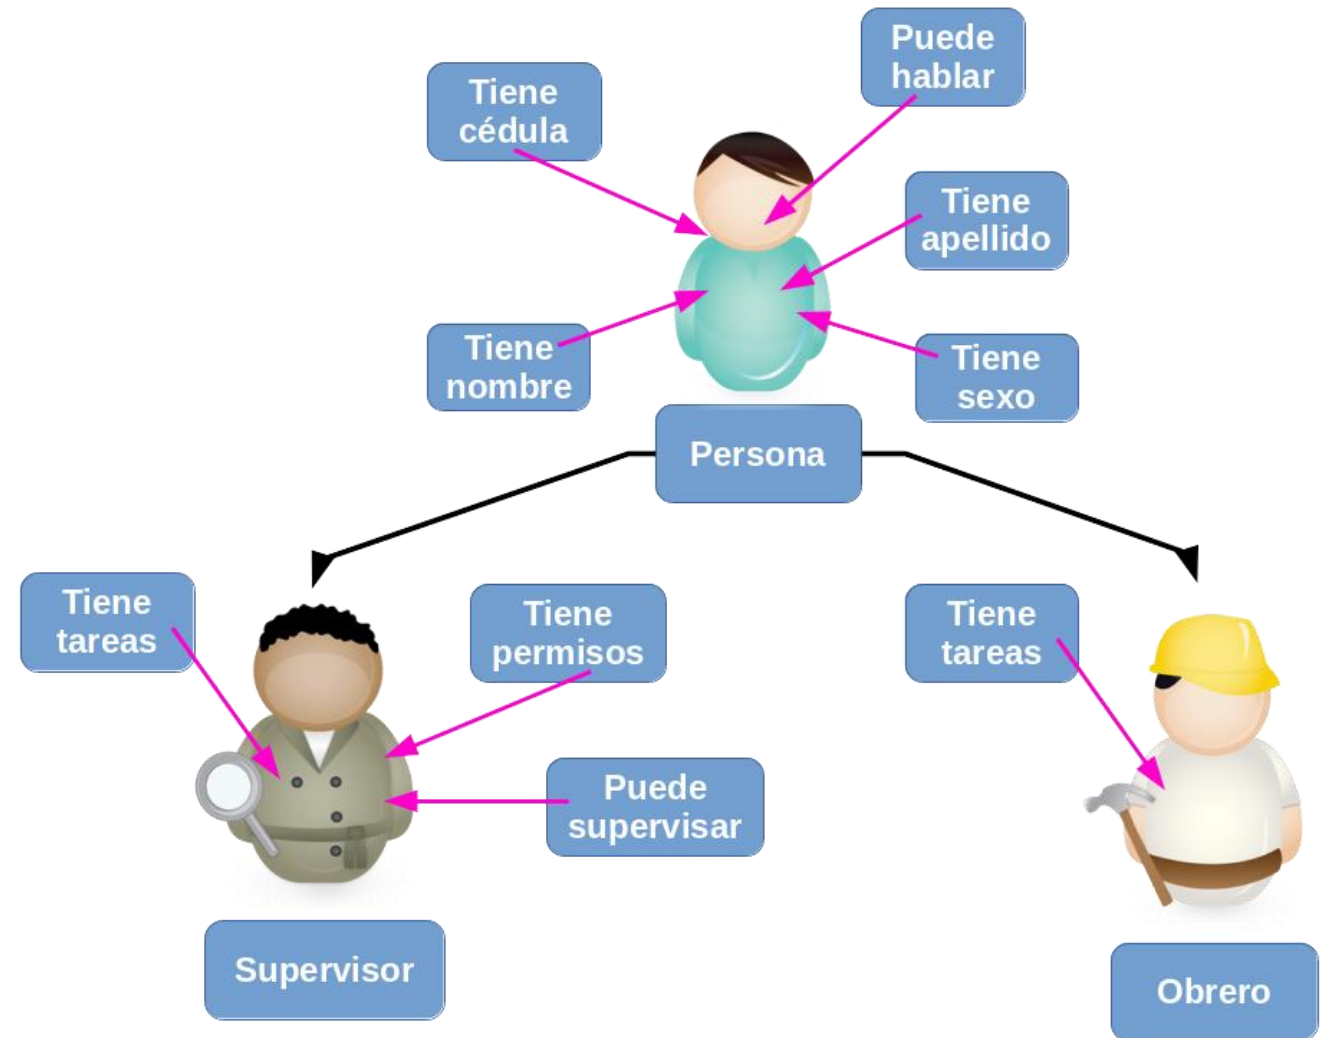 Puede
hablar
Tiene
cédula
Tiene
apellido
Tiene
nombre
Tiene
sexo
Persona
Tiene
tareas
Tiene
permisos
Tiene
tareas
Puede
supervisar
Supervisor
Obrero